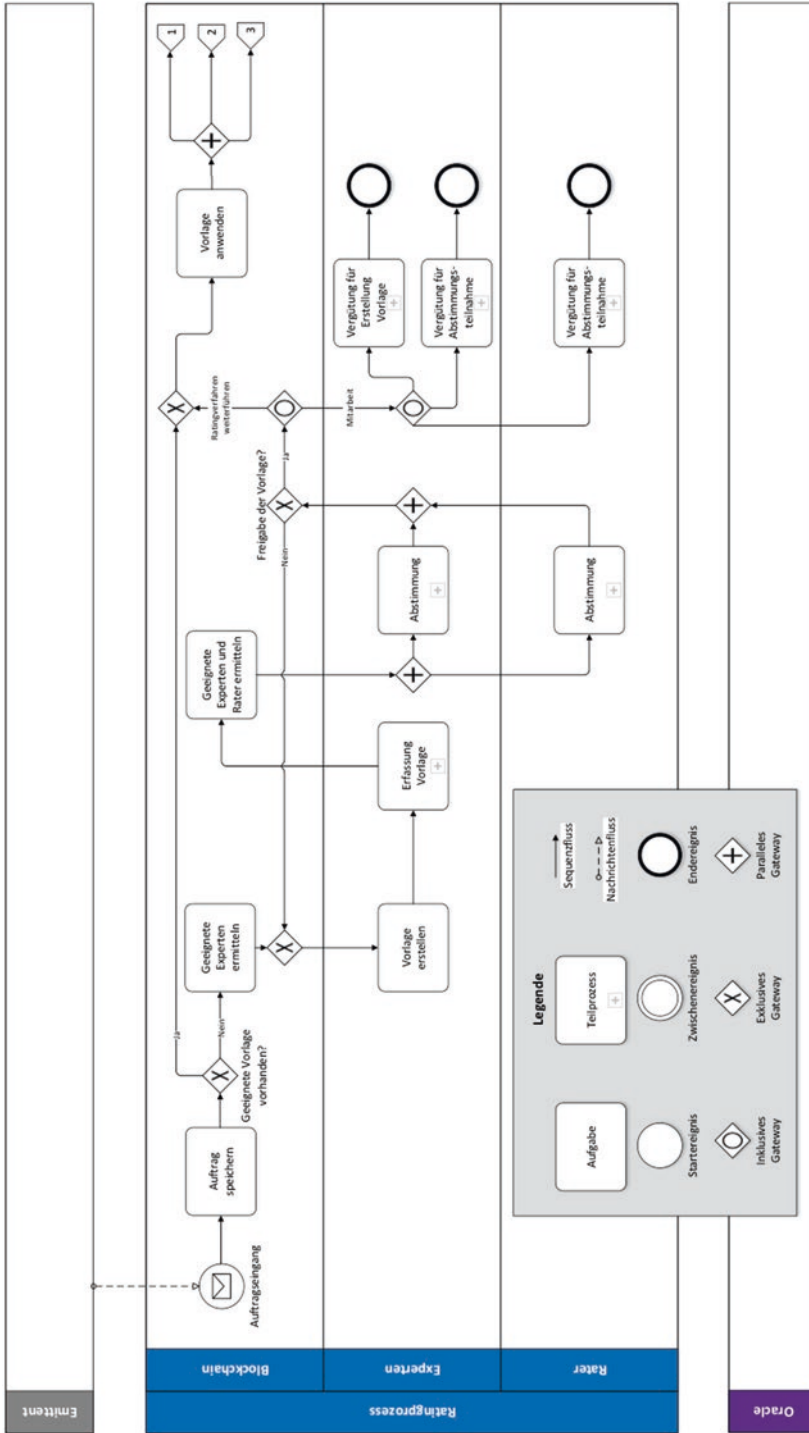 Emittent
Ratingprozess
Blockchain
Auftragseingang
Auftrag
speichern
Geeignete Vorlage
vorhanden?
Ja
Nein
Geeignete
Experten
ermitteln
Geeignete
Experten und
Rater ermitteln
Freigabe der Vorlage?
Nein
Ja
Ratingverfahren
weiterführen
Mitarbeit
Vorlage
anwenden
1
2
3
Experten
Vorlage
erstellen
Erfassung
Vorlage
Abstimmung
Vergütung für
Erstellung
Vorlage
Vergütung für
Abstimmungs-
teilnahme
Rater
Abstimmung
Vergütung für
Abstimmungs-
teilnahme
Legende
Aufgabe
Teilprozess
Sequenzfluss
Nachrichtenfluss
Startereignis
Zwischenereignis
Endereignis
Inklusives
Gateway
Exklusives
Gateway
Paralleles
Gateway
Oracle